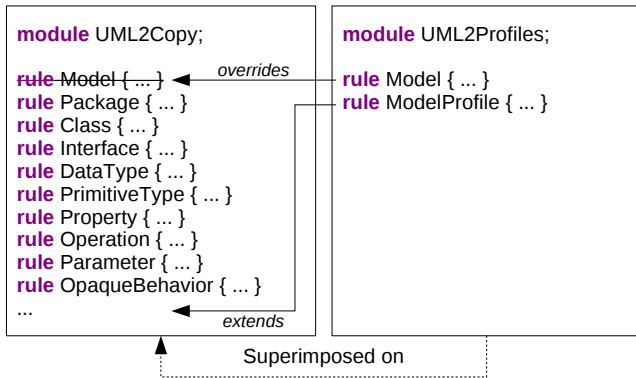 module UML2Copy;
rule Model { ... }
rule Package { ... }
rule Class { ... }
rule Interface { ... }
rule DataType { ... }
rule PrimitiveType { ... }
rule Property { ... }
rule Operation { ... }
rule Parameter { ... }
rule OpaqueBehavior { ... }
...
overrides
extends
module UML2Profiles;
rule Model { ... }
rule ModelProfile { ... }
Superimposed on